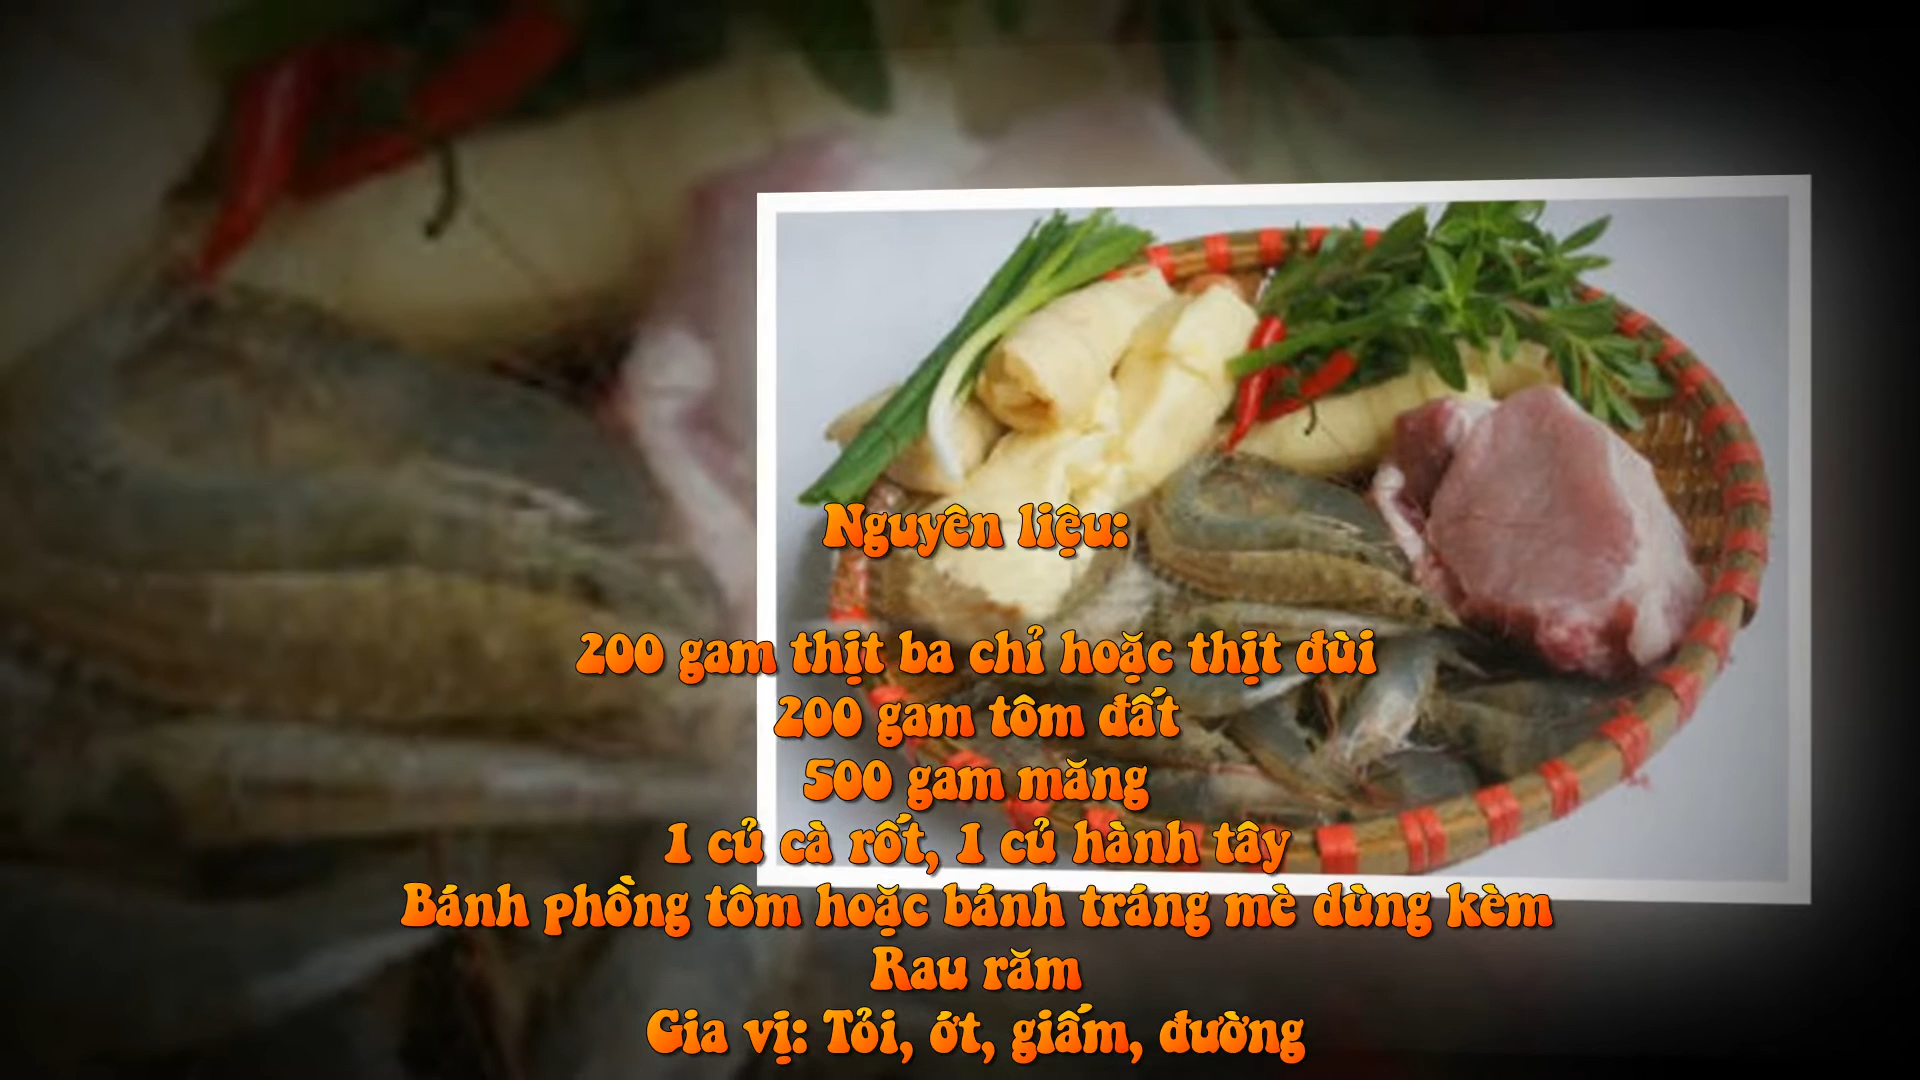 Nguyên liệu:
200 gam thịt ba chỉ hoặc thịt đùi
200 gam tôm đất
500 gam măng
1 củ cà rốt, 1 củ hành tây
Bánh phồng tôm hoặc bánh tráng mè dùng kèm
Rau răm
Gia vị: Tỏi, ớt, giấm, đường